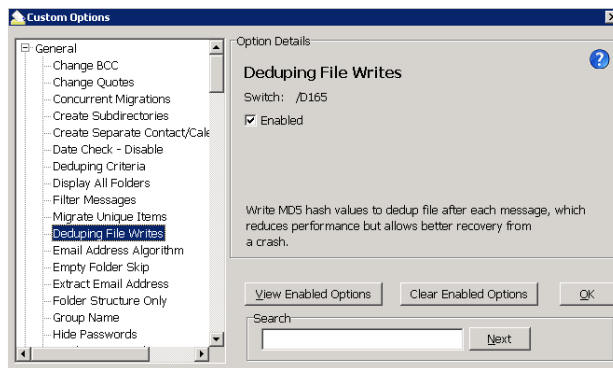 Custom Options
General
Change BCC
Change Quotes
Concurrent Migrations
Create Subdirectories
Create Separate Contact/Cale
Date Check - Disable
Deduping Criteria
Display All Folders
Filter Messages
Migrate Unique Items
Deduping File Writes
Email Address Algorithm
Empty Folder Skip
Extract Email Address
Folder Structure Only
Group Name
Hide Passwords
Option Details
Deduping File Writes
Switch: /D165
Enabled
Write MD5 hash values to dedup file after each message, which
reduces performance but allows better recovery from
a crash.
View Enabled Options
Clear Enabled Options
OK
Search
Next